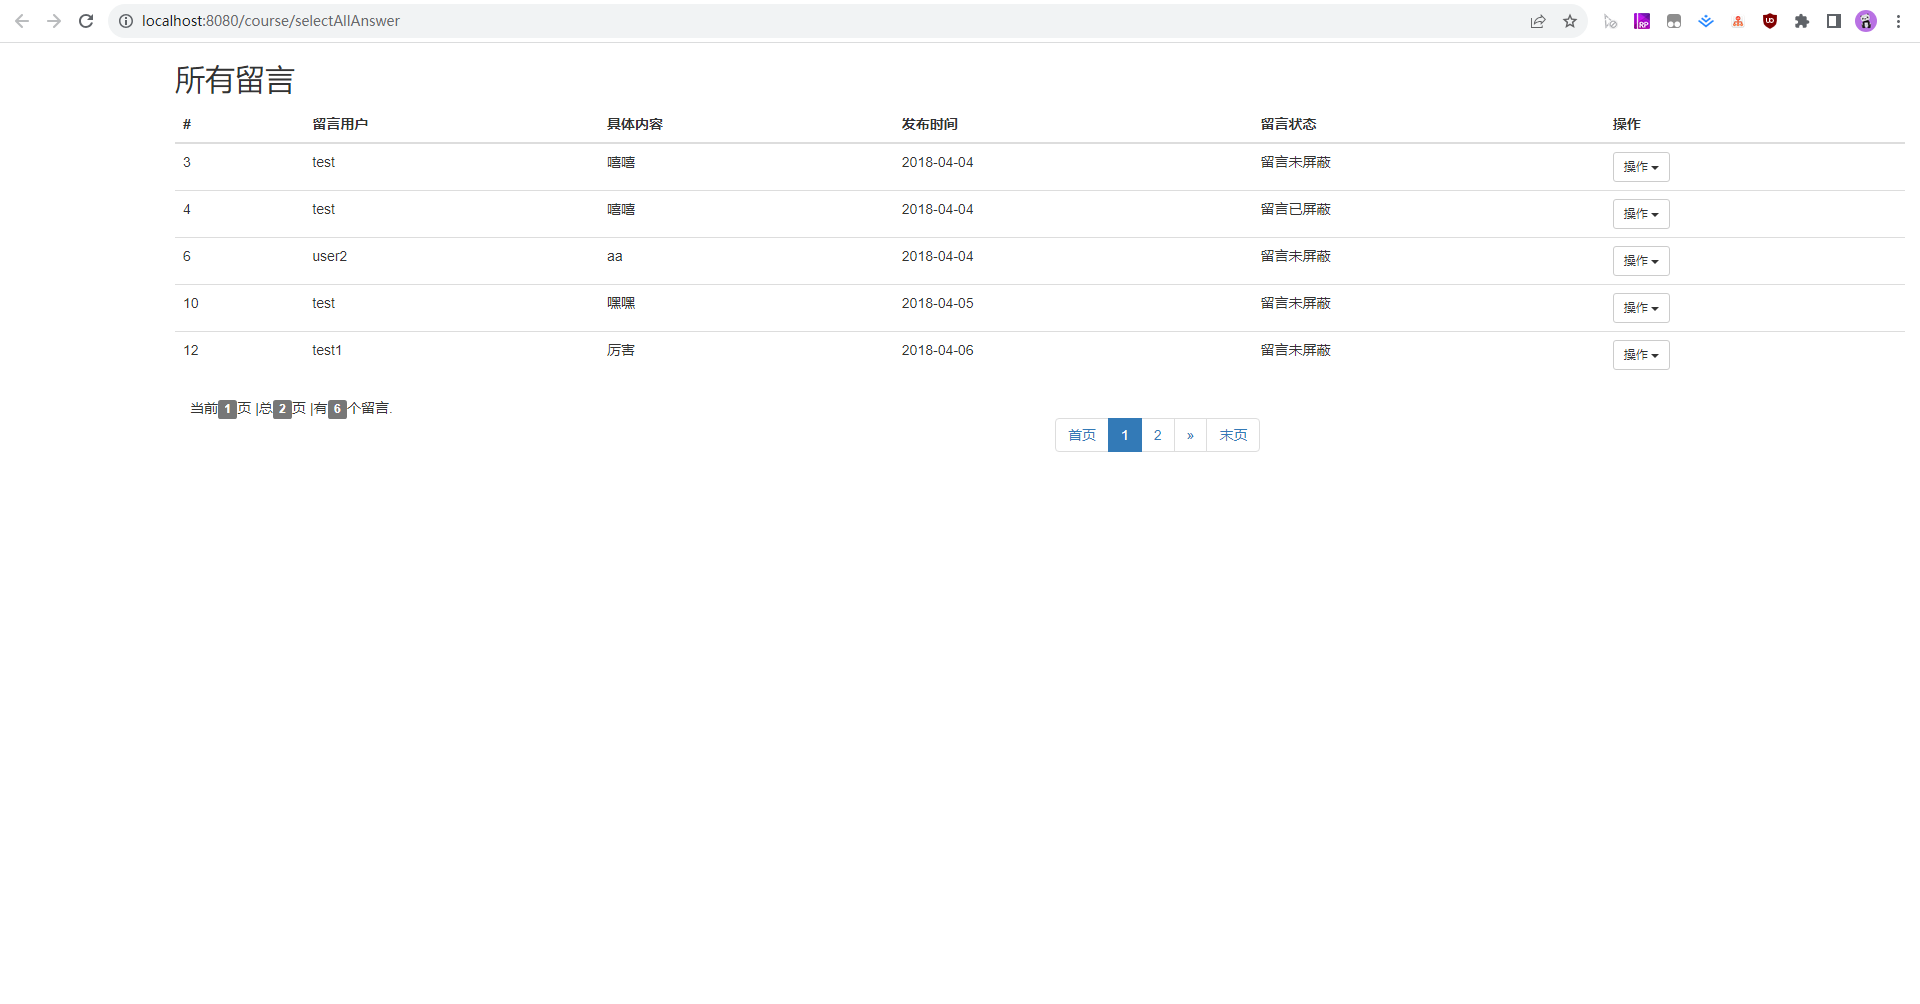 localhost:8080/course/selectAllAnswer
所有留言
# 留言用户 具体内容 发布时间 留言状态 操作
3 test 嘻嘻 2018-04-04 留言未屏蔽 操作
4 test 嘻嘻 2018-04-04 留言已屏蔽 操作
6 user2 aa 2018-04-04 留言未屏蔽 操作
10 test 嘿嘿 2018-04-05 留言未屏蔽 操作
12 test1 厉害 2018-04-06 留言未屏蔽 操作
当前1页 |总2页 |有6个留言.
首页 1 2 » 末页